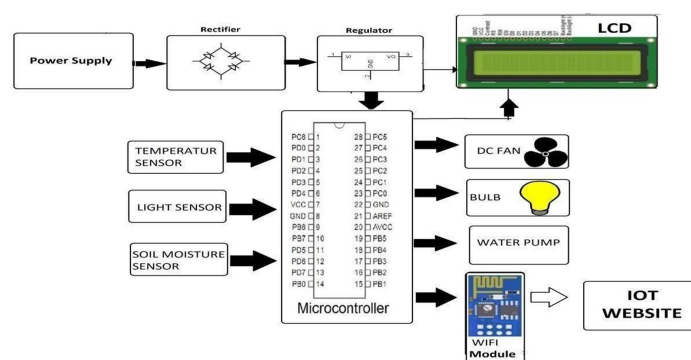 Power Supply
Rectifier
Regulator
VI
VO
GND
LCD
TEMPERATUR
SENSOR
LIGHT SENSOR
SOIL MOISTURE
SENSOR
PC6 1 28 PC5
PD0 2 27 PC4
PD1 3 26 PC3
PD2 4 25 PC2
PD3 5 24 PC1
PD4 6 23 PC0
VCC 7 22 GND
GND 8 21 AREF
PB6 9 20 AVCC
PB7 10 19 PB5
PD5 11 18 PB4
PD6 12 17 PB3
PD7 13 16 PB2
PB0 14 15 PB1
Microcontroller
DC FAN
BULB
WATER PUMP
WIFI
Module
IOT
WEBSITE